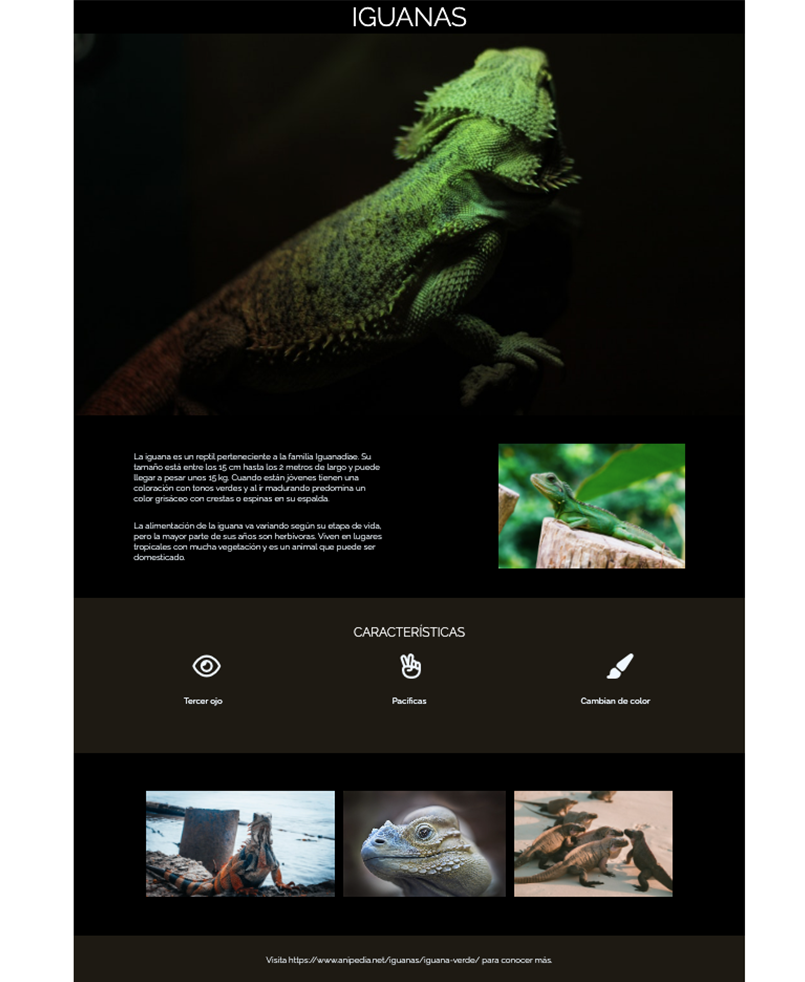 IGUANAS
La iguana es un reptil perteneciente a la familia Iguanadiae. Su
tamaño está entre los 15 cm hasta los 2 metros de largo y puede
llegar a pesar unos 15 kg. Cuando están jóvenes tienen una
coloración con tonos verdes y al ir madurando predomina un
color grisáceo con crestas o espinas en su espalda.
La alimentación de la iguana va variando según su etapa de vida,
pero la mayor parte de sus años son herbívoras. Viven en lugares
tropicales con mucha vegetación y es un animal que puede ser
domesticado.
CARACTERÍSTICAS
Tercer ojo
Pacíficas
Cambian de color
Visita https://www.anipedia.net/iguanas/iguana-verde/ para conocer más.